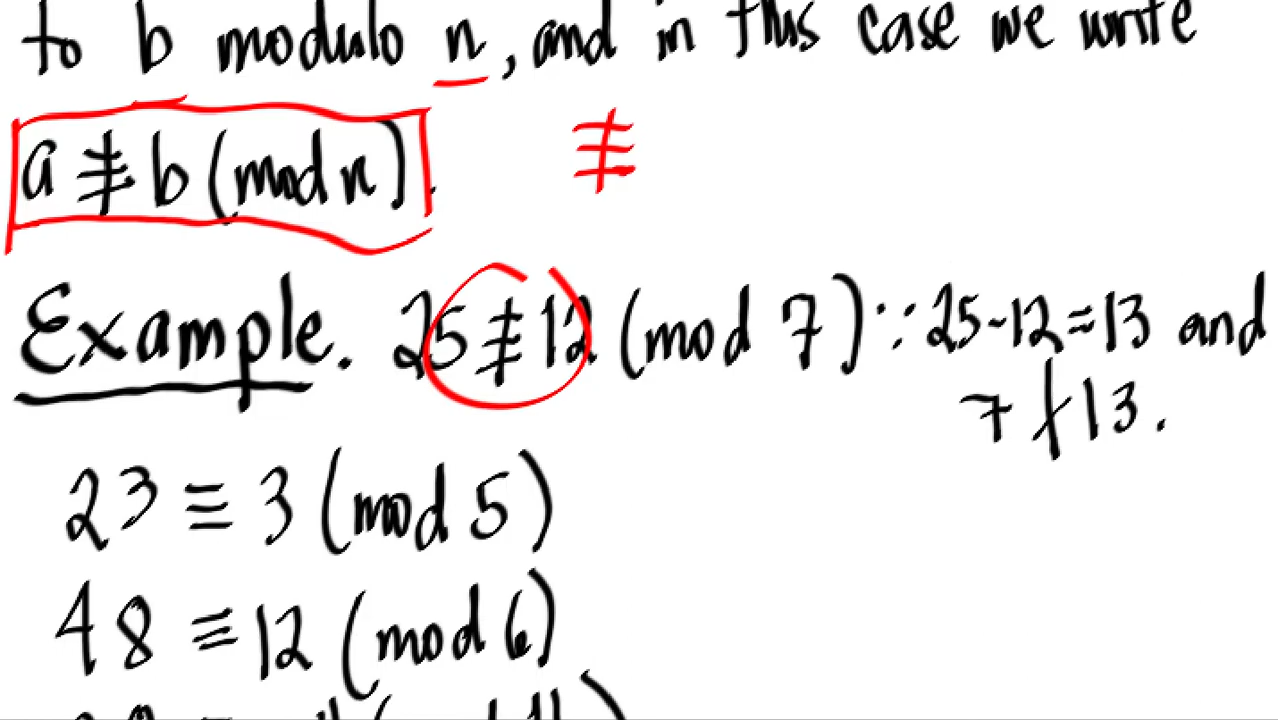 to b modulo n, and in this case we write
a ≢ b (mod n). ≢
Example. 25 ≢ 12 (mod 7) ∵ 25-12=13 and
7 ∤ 13.
23 ≡ 3 (mod 5)
48 ≡ 12 (mod 6)